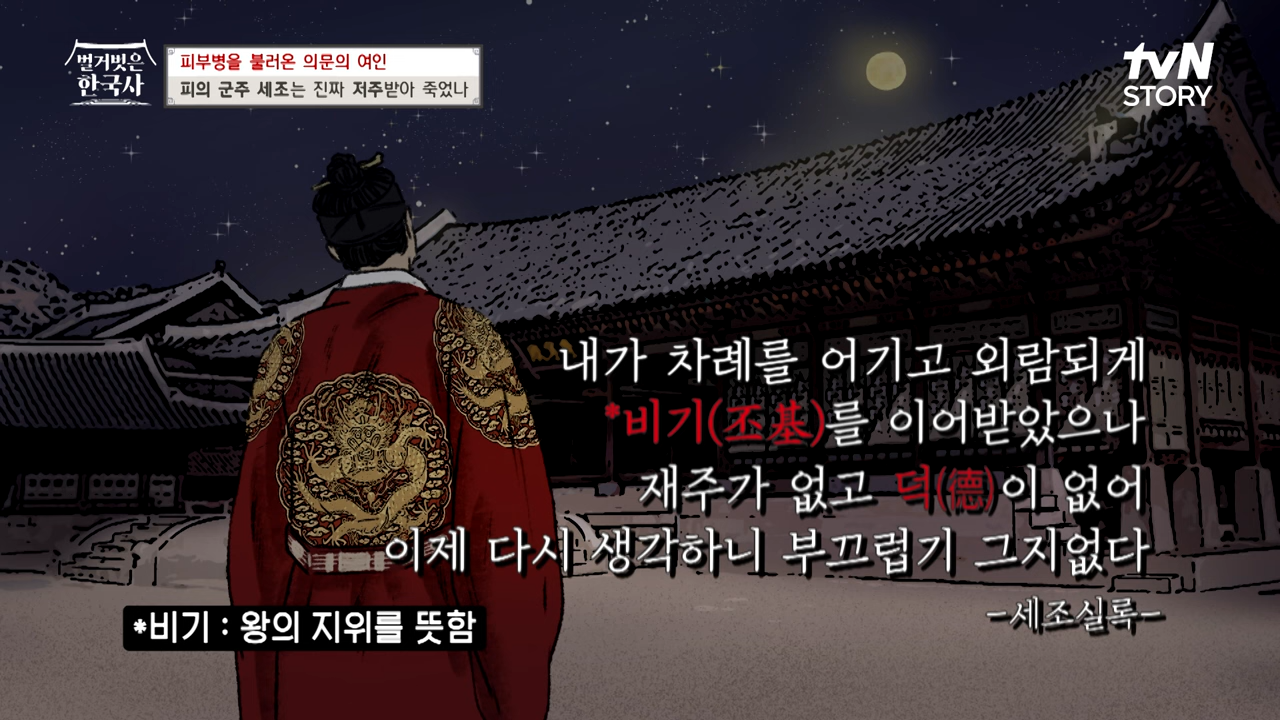 벌거벗은
한국사
피부병을 불러온 의문의 여인
피의 군주 세조는 진짜 저주받아 죽었나
tvN
STORY
내가 차례를 어기고 외람되게
*비기(丕基)를 이어받았으나
재주가 없고 덕(德)이 없어
이제 다시 생각하니 부끄럽기 그지없다
-세조실록-
*비기 : 왕의 지위를 뜻함